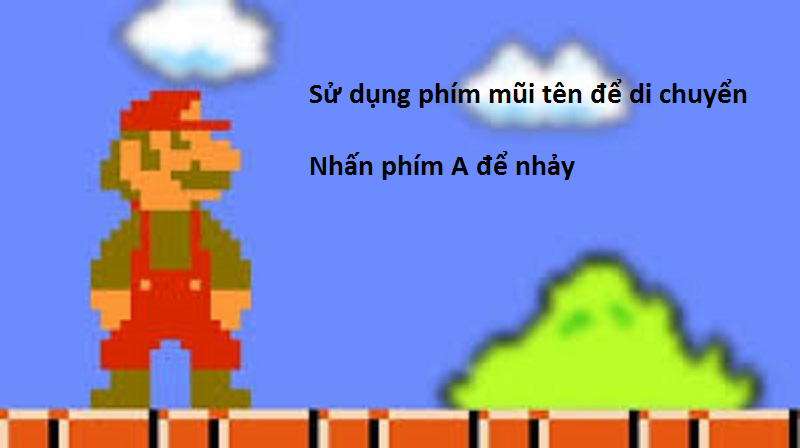 Sử dụng phím mũi tên để di chuyển
Nhấn phím A để nhảy